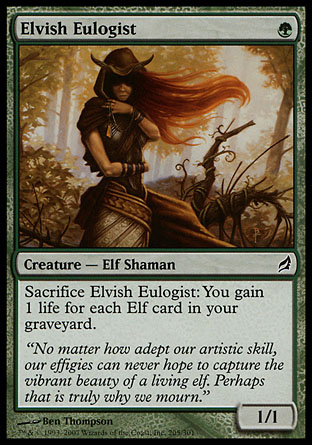 Elvish Eulogist
Creature — Elf Shaman
Sacrifice Elvish Eulogist: You gain
1 life for each Elf card in your
graveyard.
“No matter how adept our artistic skill,
our effigies can never hope to capture the
vibrant beauty of a living elf. Perhaps
that is truly why we mourn.”
Ben Thompson
1/1